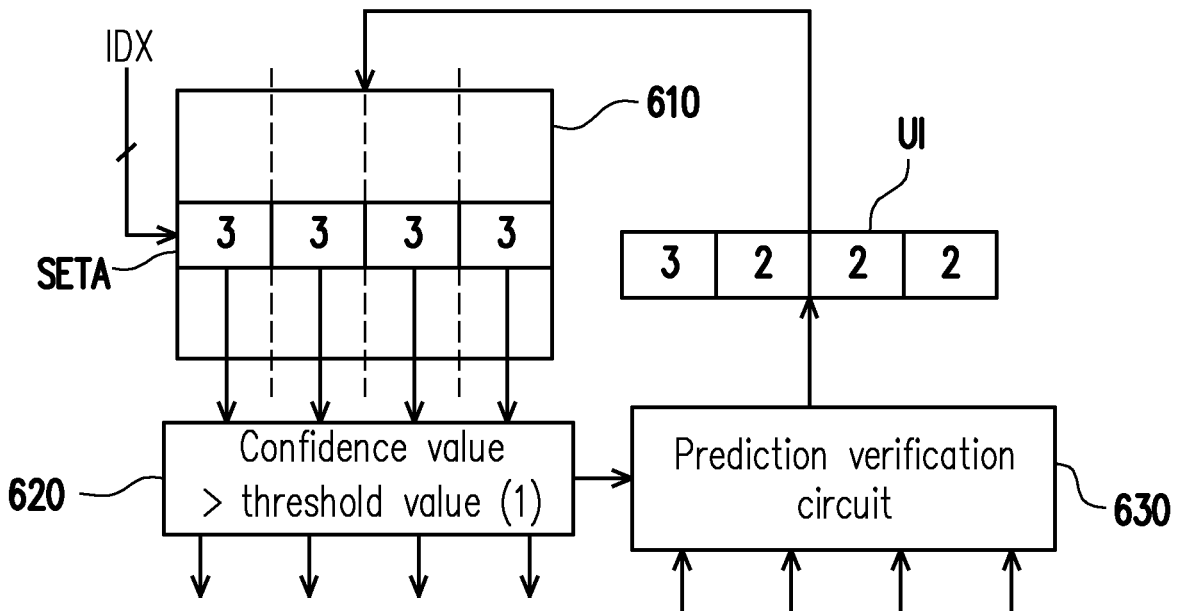 IDX
610
UI
3 3 3 3
3 2 2 2
SETA
Confidence value
> threshold value (1)
Prediction verification
circuit
620
630